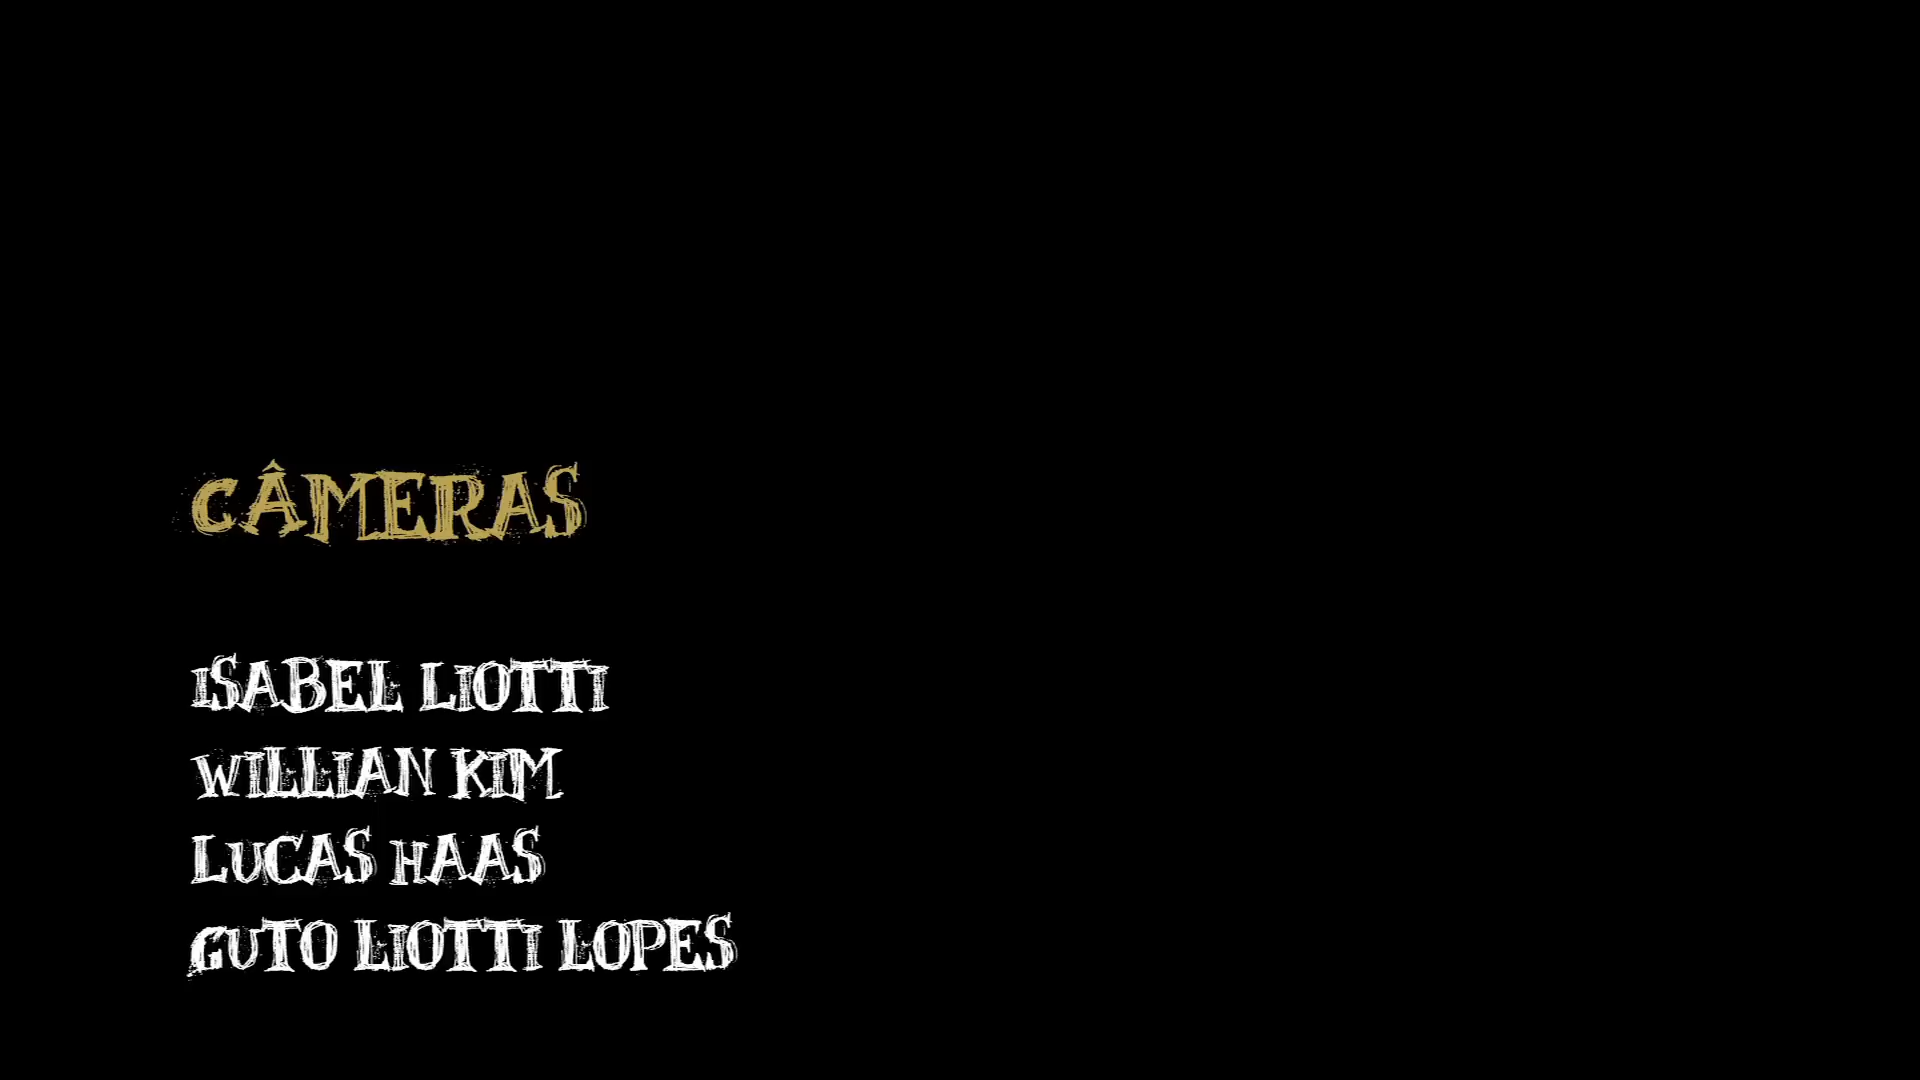 CÂMERAS
ISABEL LIOTTI
WILLIAN KIM
LUCAS HAAS
GUTO LIOTTI LOPES